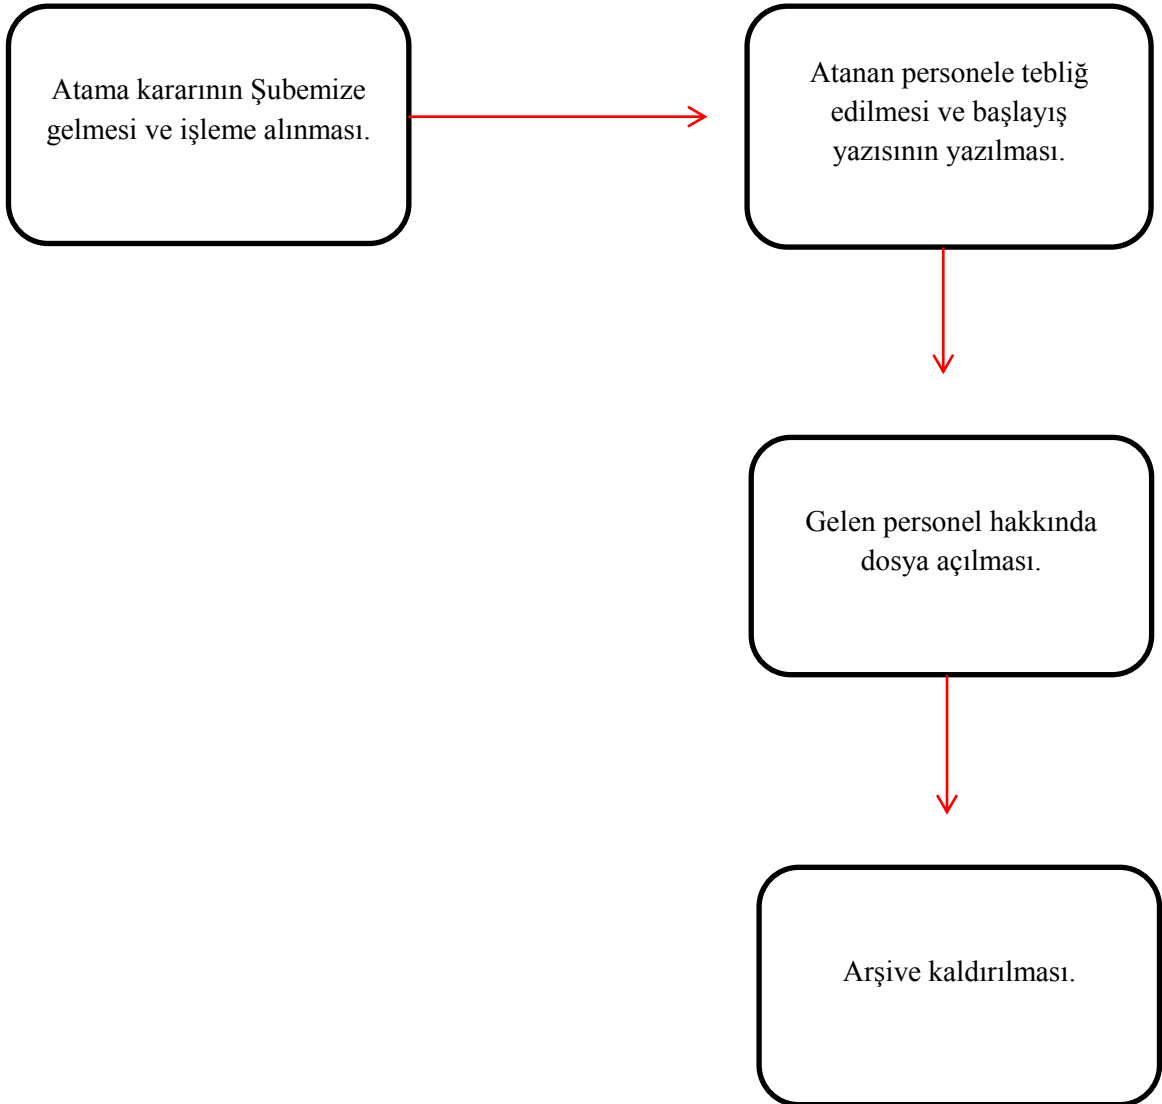 Atama kararının Şubemize
gelmesi ve işleme alınması.
Atanan personele tebliğ
edilmesi ve başlayış
yazısının yazılması.
Gelen personel hakkında
dosya açılması.
Arşive kaldırılması.